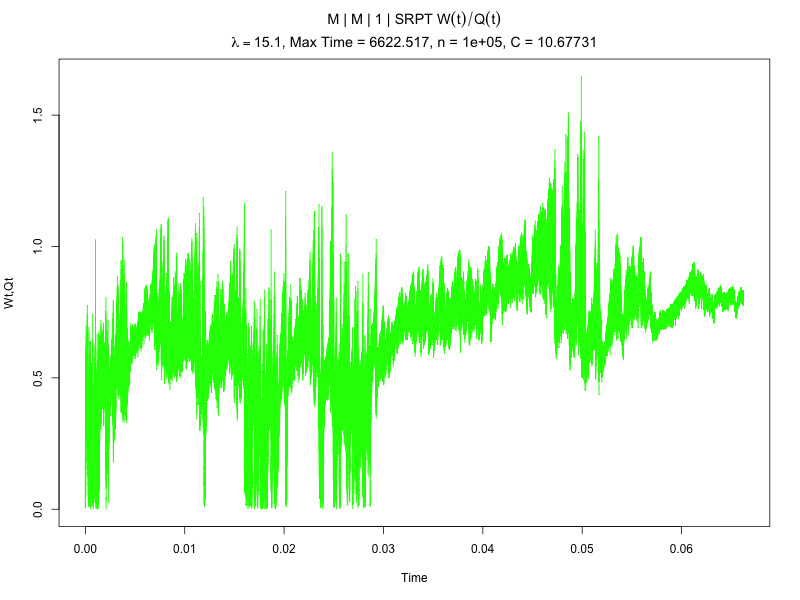 M | M | 1 | SRPT W(t)/Q(t)
λ = 15.1, Max Time = 6622.517, n = 1e+05, C = 10.67731
Wt,Qt
1.5
1.0
0.5
0.0
0.00 0.01 0.02 0.03 0.04 0.05 0.06
Time